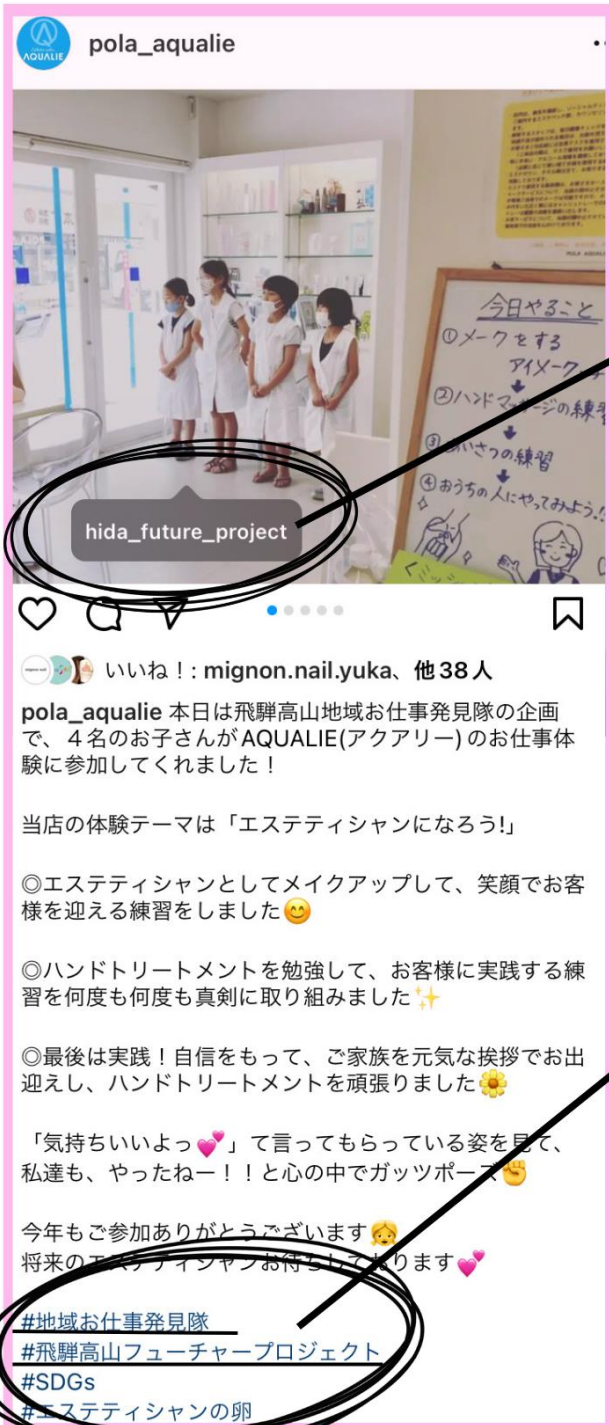 AQUALIE
pola_aqualie
POLA AQUALIE
今日やること
①メークをする
アイメーク
②ハンドマッサージの練習
③あいさつの練習
④おうちの人にやってみよう!!
hida_future_project
いいね！: mignon.nail.yuka、他38人
pola_aqualie 本日は飛騨高山地域お仕事発見隊の企画
で、４名のお子さんがAQUALIE(アクアリー) のお仕事体
験に参加してくれました！
当店の体験テーマは「エステティシャンになろう!」
◎エステティシャンとしてメイクアップして、笑顔でお客
様を迎える練習をしました😊
◎ハンドトリートメントを勉強して、お客様に実践する練
習を何度も何度も真剣に取り組みました✨
◎最後は実践！自信をもって、ご家族を元気な挨拶でお出
迎えし、ハンドトリートメントを頑張りました🌼
「気持ちいいよっ💕」て言ってもらっている姿を見て、
私達も、やったねー！！と心の中でガッツポーズ✊
今年もご参加ありがとうございます👧
将来のエステティシャンお待ちしております💕
#地域お仕事発見隊
#飛騨高山フューチャープロジェクト
#SDGs
#エステティシャンの卵